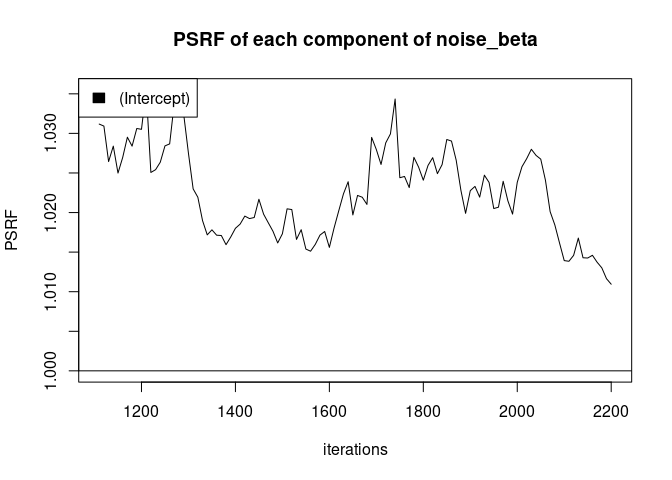 PSRF of each component of noise_beta
(Intercept)
PSRF
1.030
1.020
1.010
1.000
1200 1400 1600 1800 2000 2200
iterations